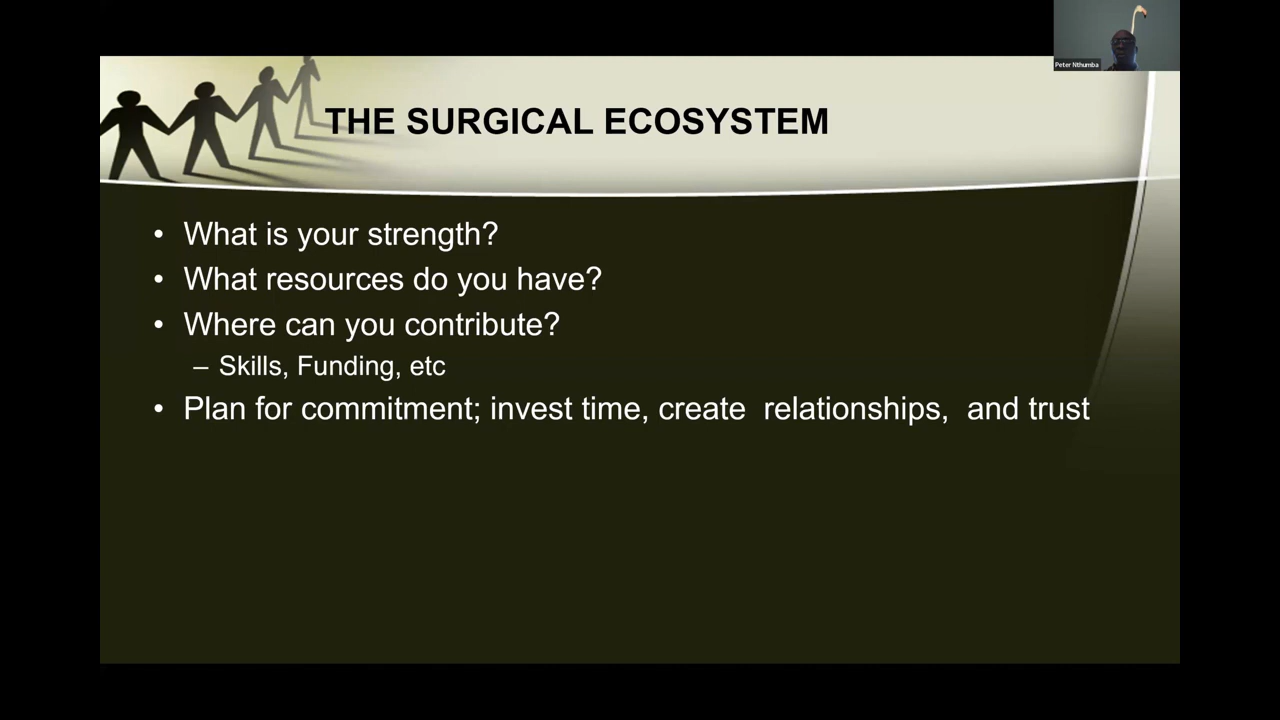 Peter Nthumba
THE SURGICAL ECOSYSTEM
• What is your strength?
• What resources do you have?
• Where can you contribute?
– Skills, Funding, etc
• Plan for commitment; invest time, create relationships, and trust